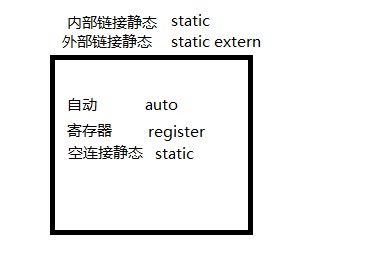 内部链接静态 static
外部链接静态 static extern
自动 auto
寄存器 register
空连接静态 static